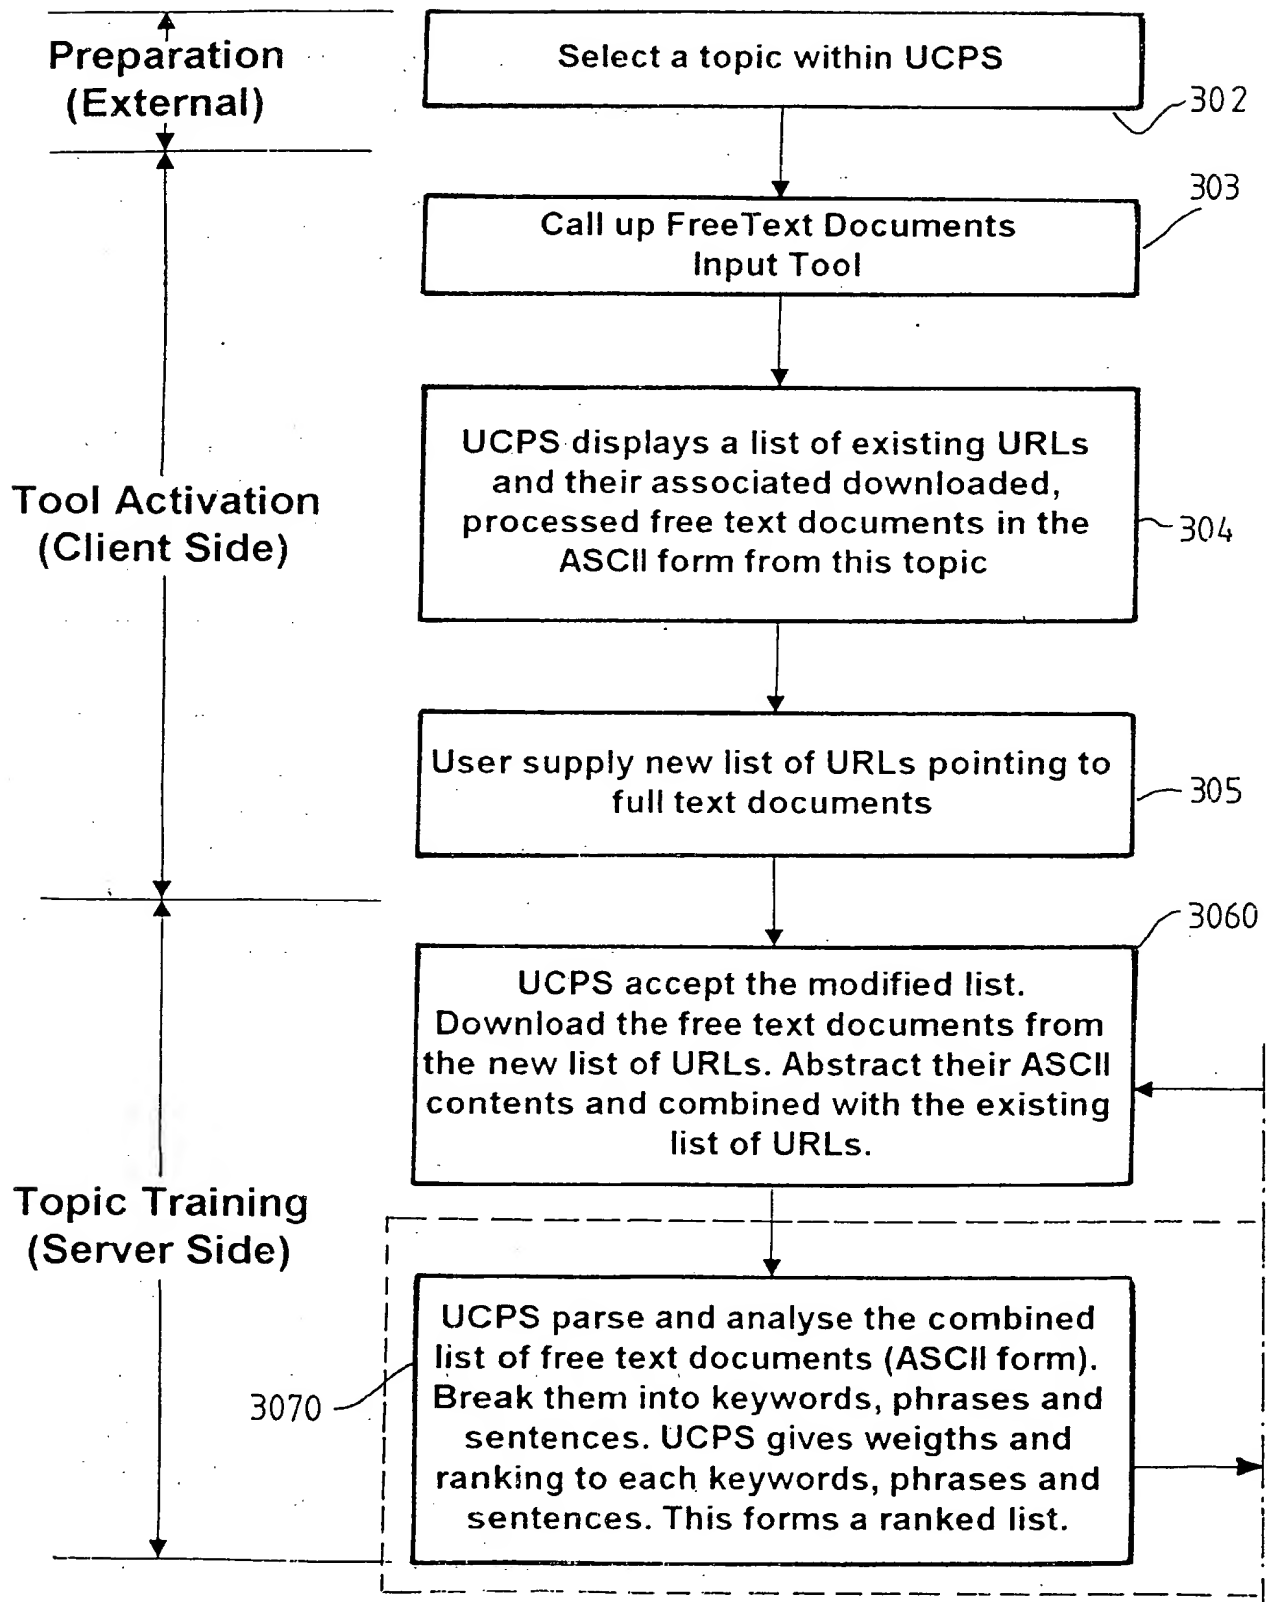 Preparation
(External)
Select a topic within UCPS
302
303
Call up FreeText Documents
Input Tool
Tool Activation
(Client Side)
UCPS displays a list of existing URLs
and their associated downloaded,
processed free text documents in the
ASCII form from this topic
304
User supply new list of URLs pointing to
full text documents
305
3060
UCPS accept the modified list.
Download the free text documents from
the new list of URLs. Abstract their ASCII
contents and combined with the existing
list of URLs.
Topic Training
(Server Side)
UCPS parse and analyse the combined
list of free text documents (ASCII form).
Break them into keywords, phrases and
sentences. UCPS gives weigths and
ranking to each keywords, phrases and
sentences. This forms a ranked list.
3070